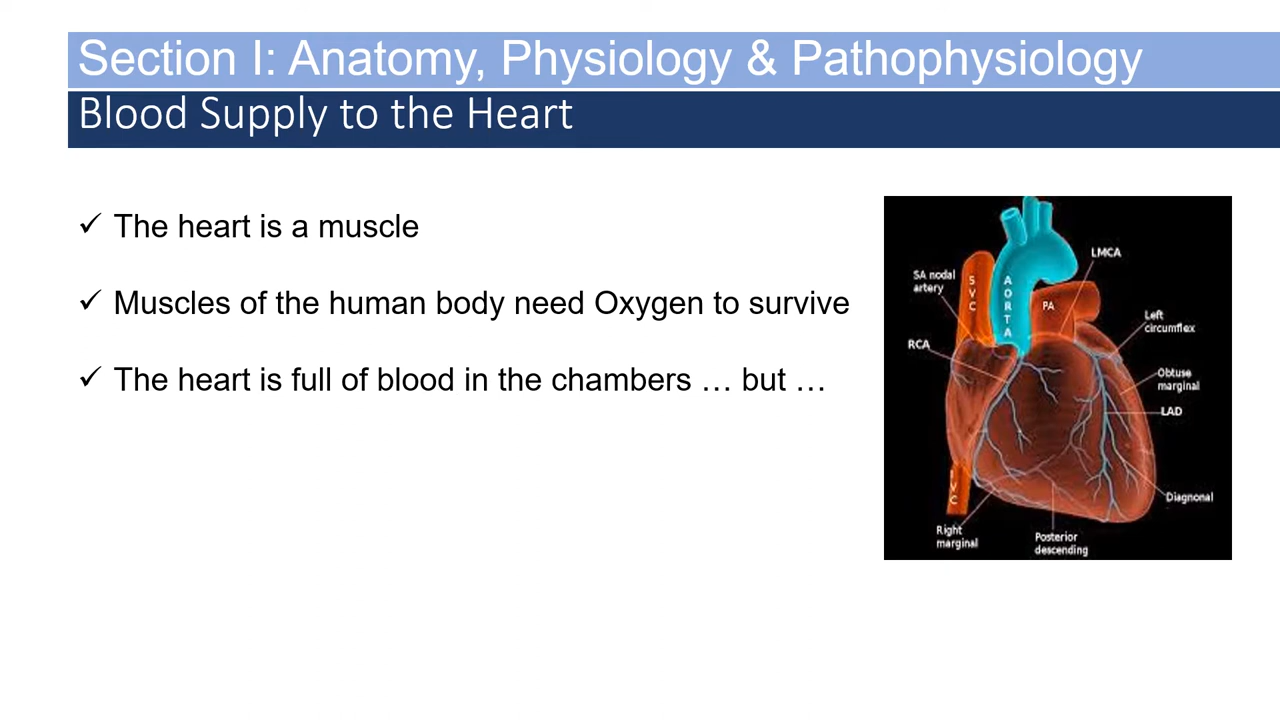 Section I: Anatomy, Physiology & Pathophysiology
Blood Supply to the Heart
✓ The heart is a muscle
✓ Muscles of the human body need Oxygen to survive
✓ The heart is full of blood in the chambers … but …
LMCA
SA nodal
artery
SVC
AORTA
PA
Left
circumflex
RCA
Obtuse
marginal
LAD
IVC
Diagnonal
Right
marginal
Posterior
descending